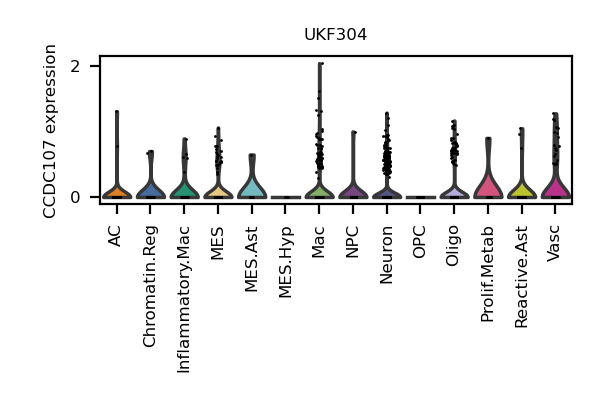 UKF304
CCDC107 expression
2
0
AC
Chromatin.Reg
Inflammatory.Mac
MES
MES.Ast
MES.Hyp
Mac
NPC
Neuron
OPC
Oligo
Prolif.Metab
Reactive.Ast
Vasc